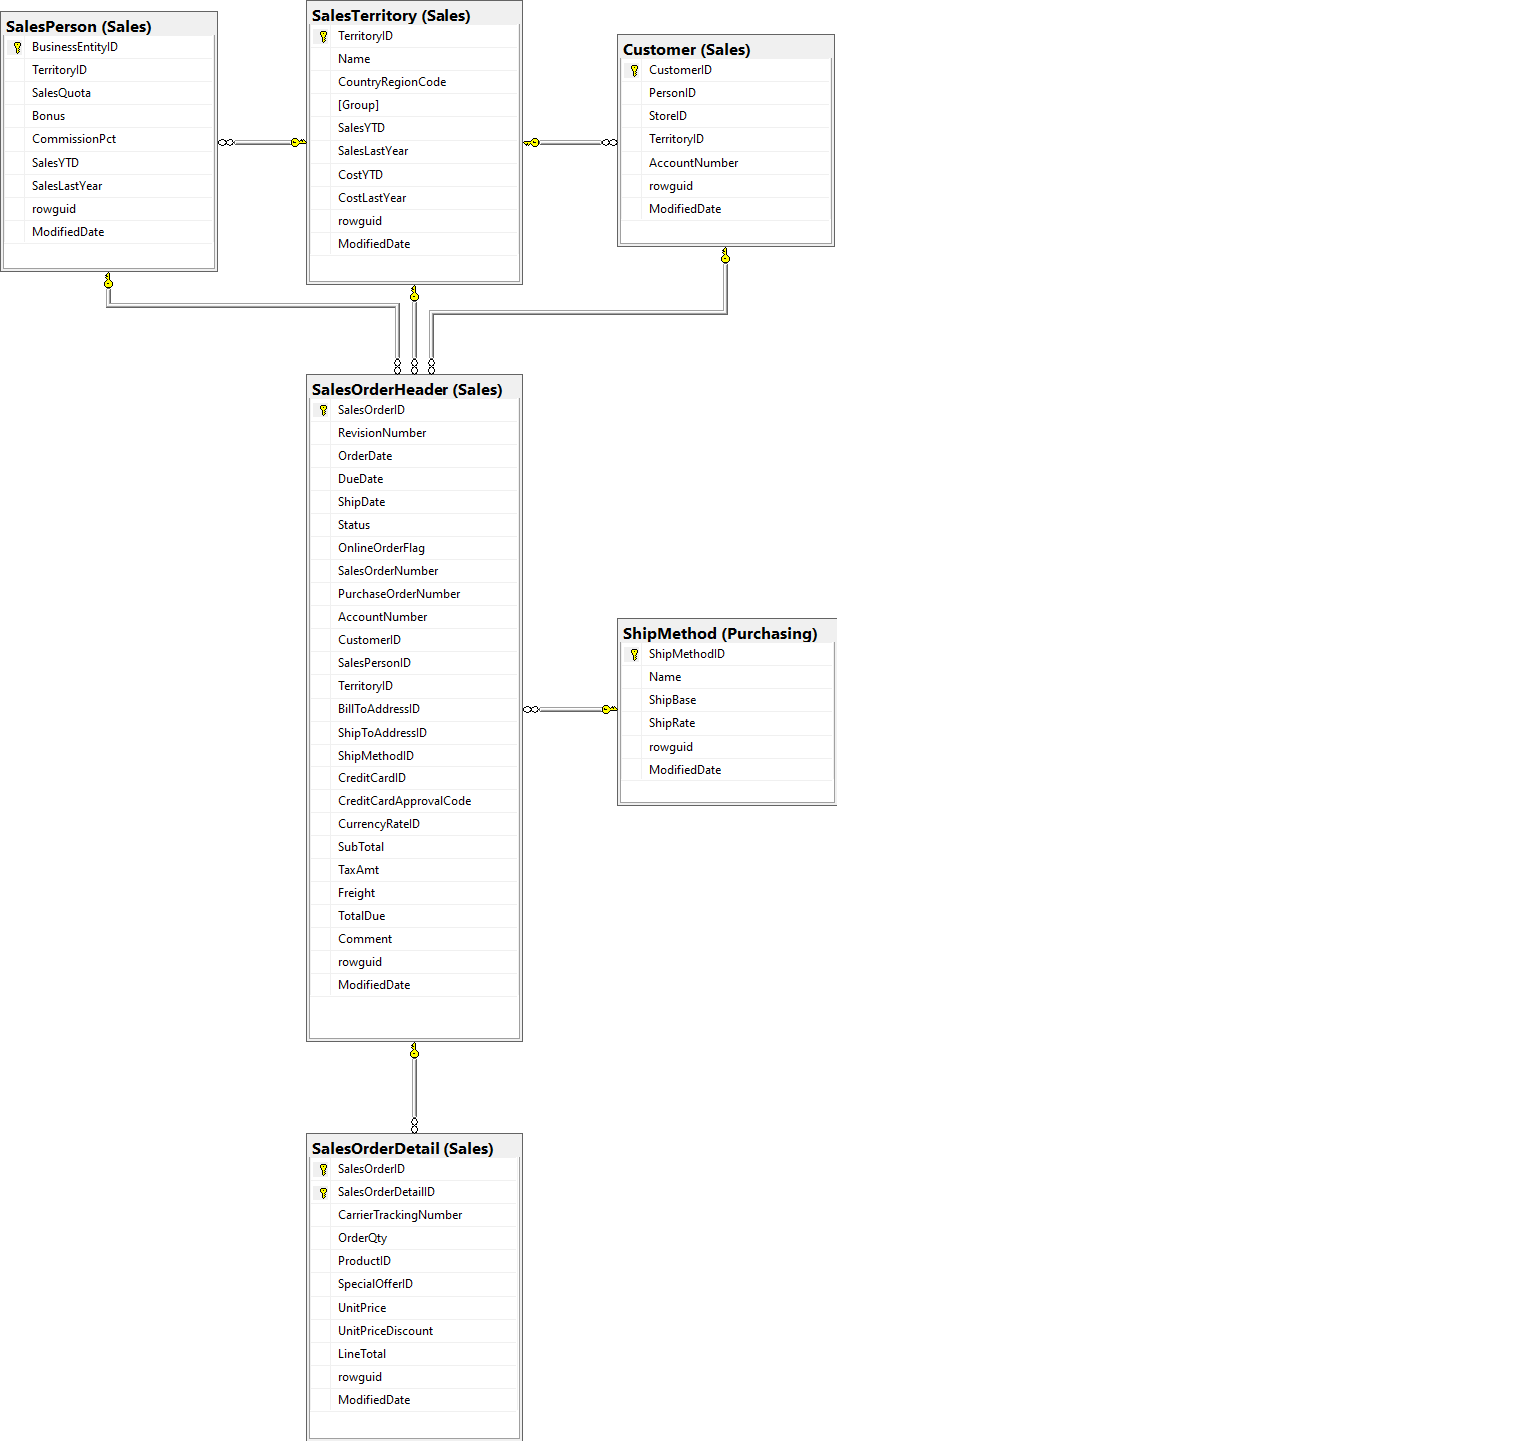 SalesPerson (Sales)
BusinessEntityID
TerritoryID
SalesQuota
Bonus
CommissionPct
SalesYTD
SalesLastYear
rowguid
ModifiedDate
SalesTerritory (Sales)
TerritoryID
Name
CountryRegionCode
[Group]
SalesYTD
SalesLastYear
CostYTD
CostLastYear
rowguid
ModifiedDate
Customer (Sales)
CustomerID
PersonID
StoreID
TerritoryID
AccountNumber
rowguid
ModifiedDate
SalesOrderHeader (Sales)
SalesOrderID
RevisionNumber
OrderDate
DueDate
ShipDate
Status
OnlineOrderFlag
SalesOrderNumber
PurchaseOrderNumber
AccountNumber
CustomerID
SalesPersonID
TerritoryID
BillToAddressID
ShipToAddressID
ShipMethodID
CreditCardID
CreditCardApprovalCode
CurrencyRateID
SubTotal
TaxAmt
Freight
TotalDue
Comment
rowguid
ModifiedDate
ShipMethod (Purchasing)
ShipMethodID
Name
ShipBase
ShipRate
rowguid
ModifiedDate
SalesOrderDetail (Sales)
SalesOrderID
SalesOrderDetailID
CarrierTrackingNumber
OrderQty
ProductID
SpecialOfferID
UnitPrice
UnitPriceDiscount
LineTotal
rowguid
ModifiedDate